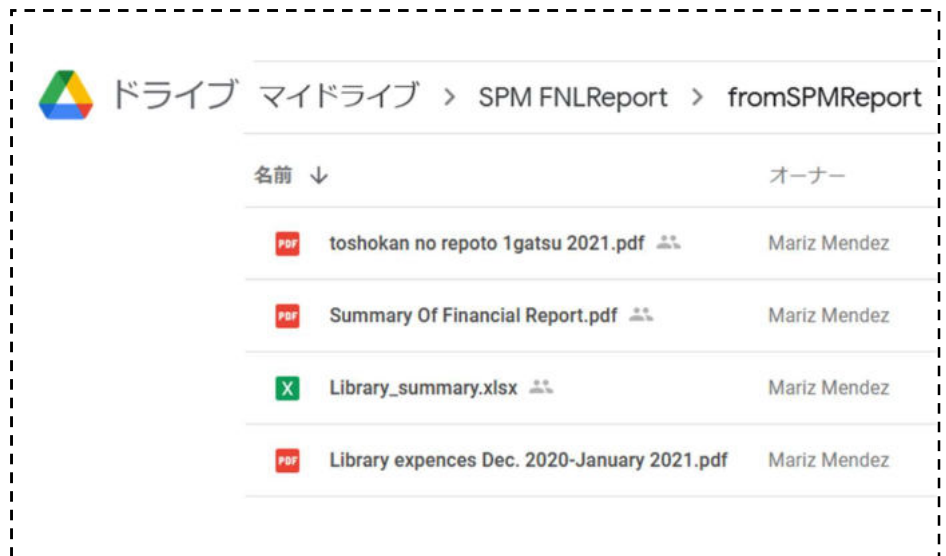 ドライブ マイドライブ > SPM FNLReport > fromSPMReport
名前 ↓ オーナー
PDF toshokan no repoto 1gatsu 2021.pdf Mariz Mendez
PDF Summary Of Financial Report.pdf Mariz Mendez
X Library_summary.xlsx Mariz Mendez
PDF Library expences Dec. 2020-January 2021.pdf Mariz Mendez